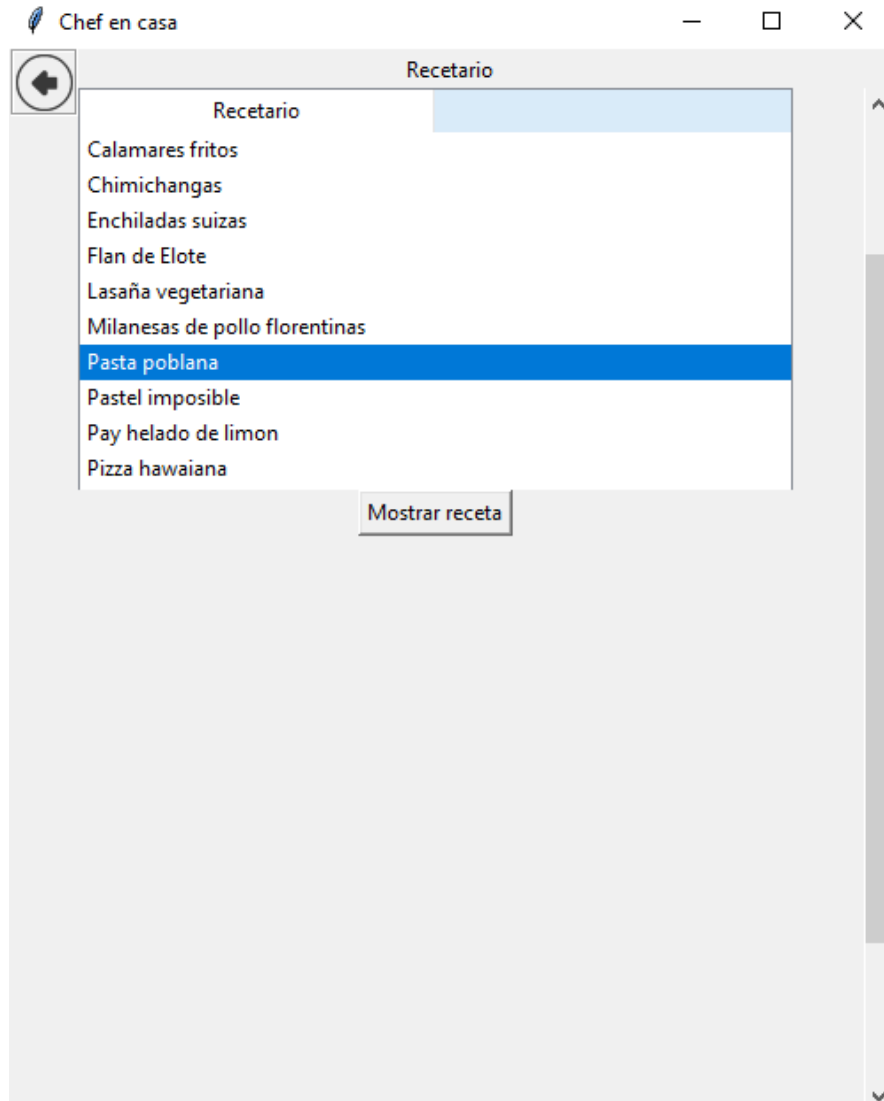 Chef en casa
Recetario
Recetario
Calamares fritos
Chimichangas
Enchiladas suizas
Flan de Elote
Lasaña vegetariana
Milanesas de pollo florentinas
Pasta poblana
Pastel imposible
Pay helado de limon
Pizza hawaiana
Mostrar receta